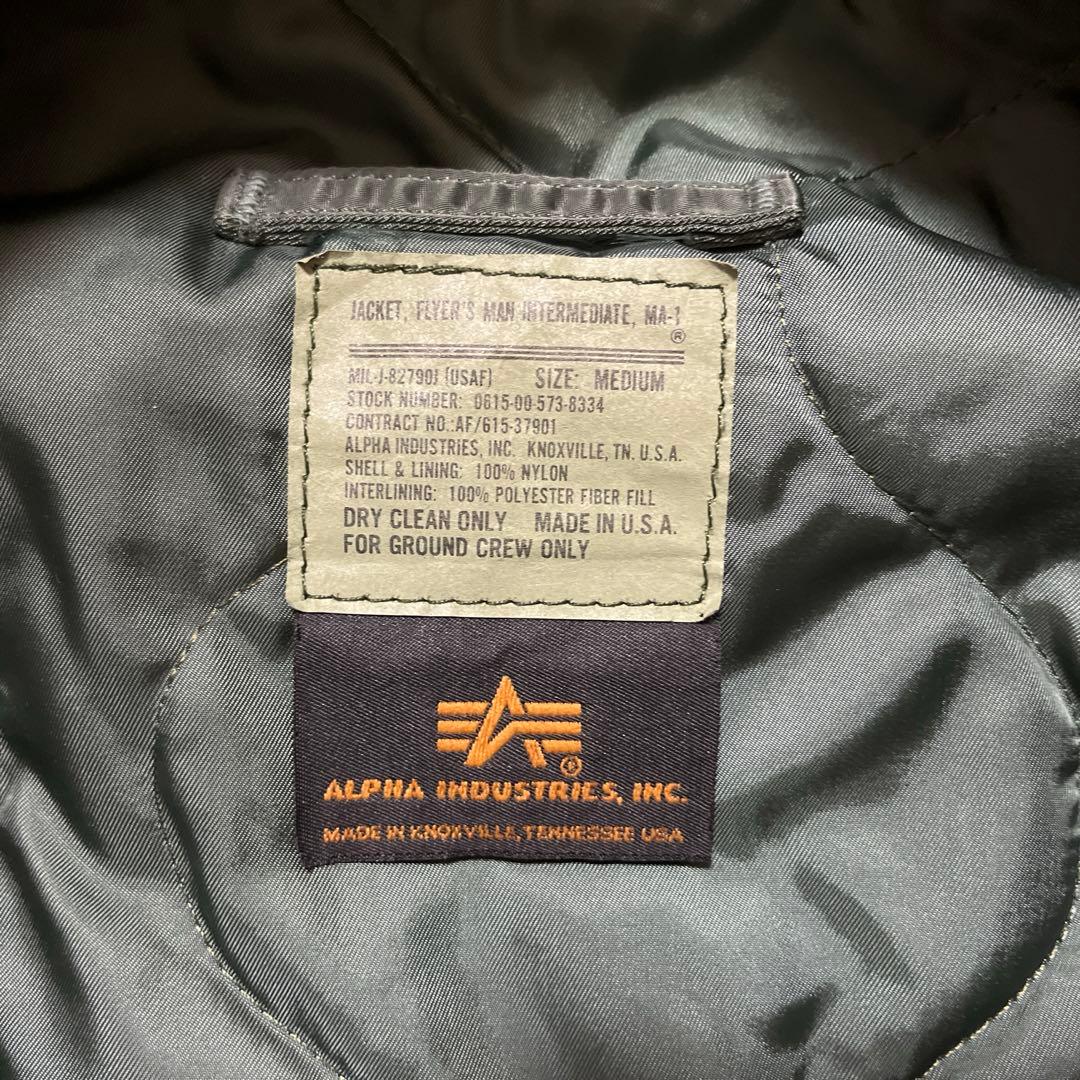 JACKET, FLYER'S MAN INTERMEDIATE, MA-1
®
MIL-J-8279OJ (USAF) SIZE: MEDIUM
STOCK NUMBER: 0615-00-573-8334
CONTRACT NO.:AF/615-37901
ALPHA INDUSTRIES, INC. KNOXVILLE, TN. U.S.A.
SHELL & LINING: 100% NYLON
INTERLINING: 100% POLYESTER FIBER FILL
DRY CLEAN ONLY MADE IN U.S.A.
FOR GROUND CREW ONLY
®
ALPHA INDUSTRIES, INC.
MADE IN KNOXVILLE, TENNESSEE USA